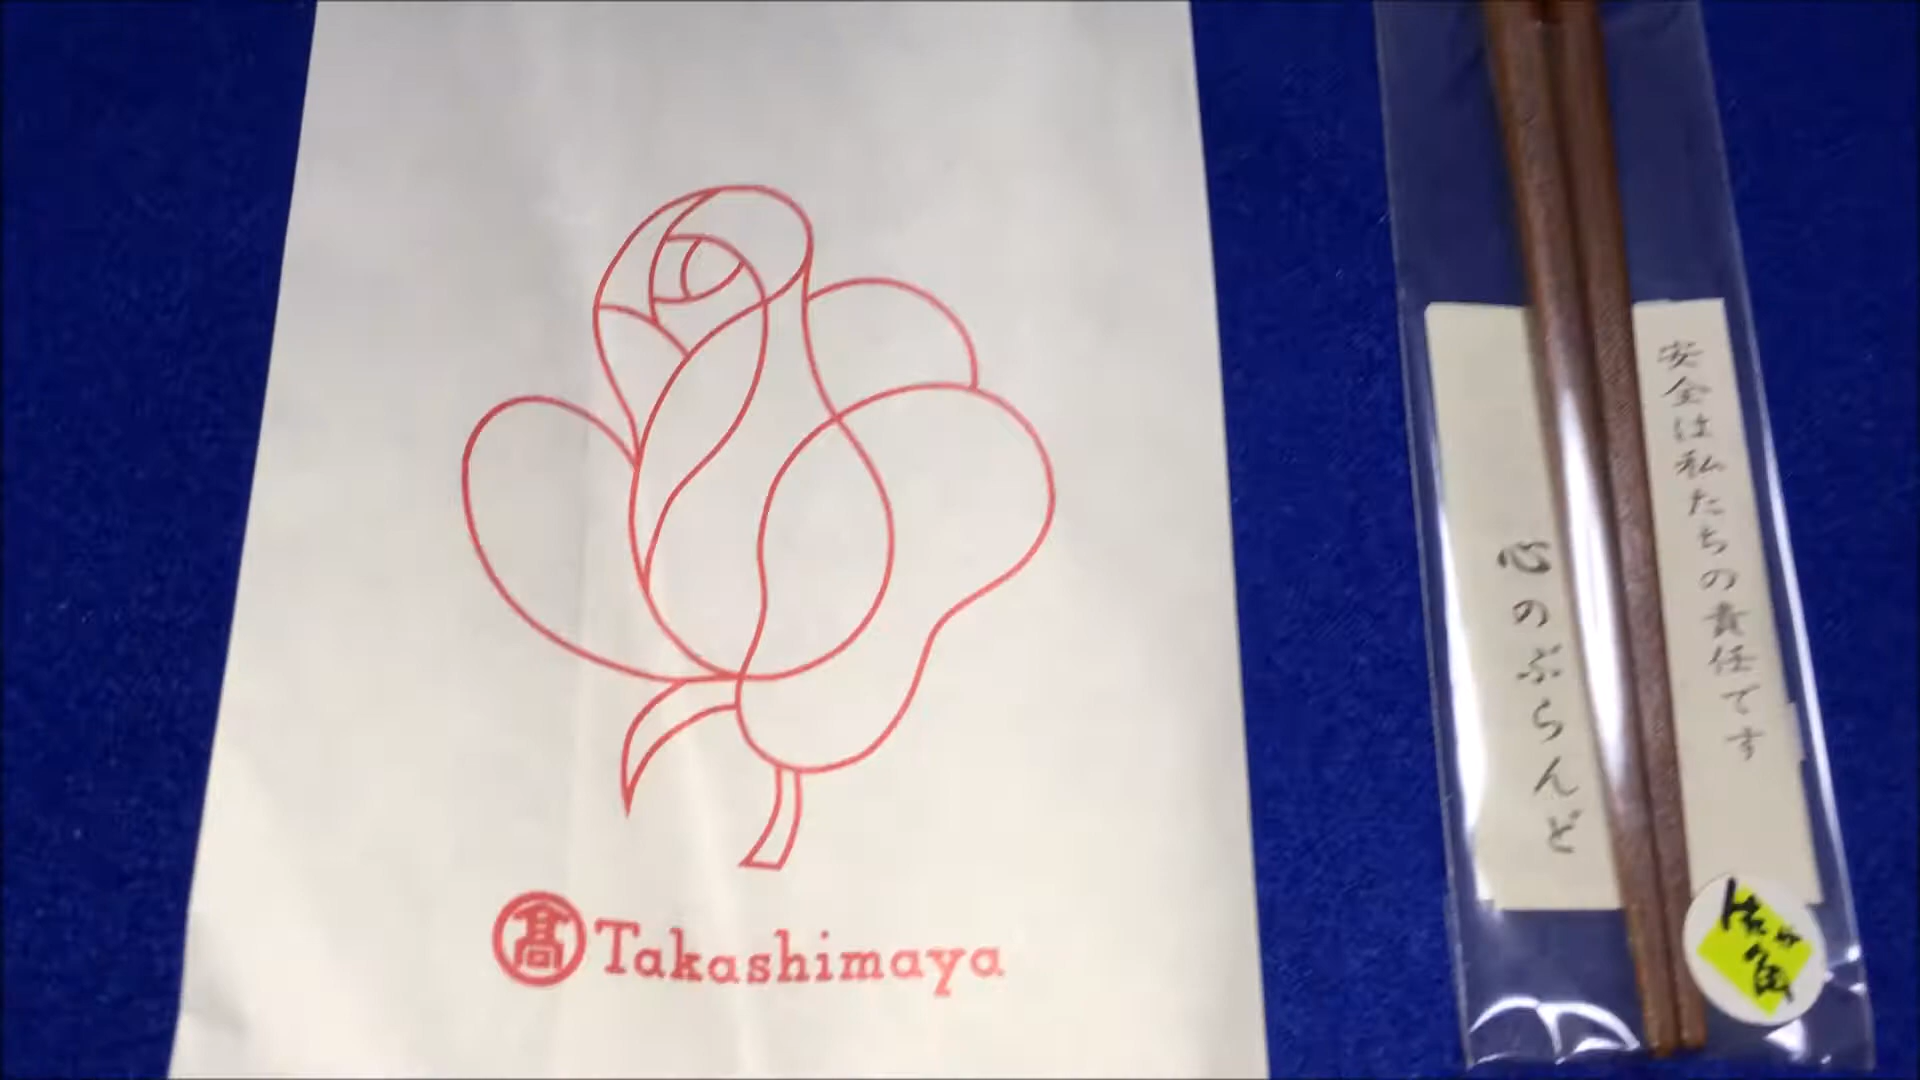 髙
Takashimaya
安全は私たちの責任です
心のぶらんど